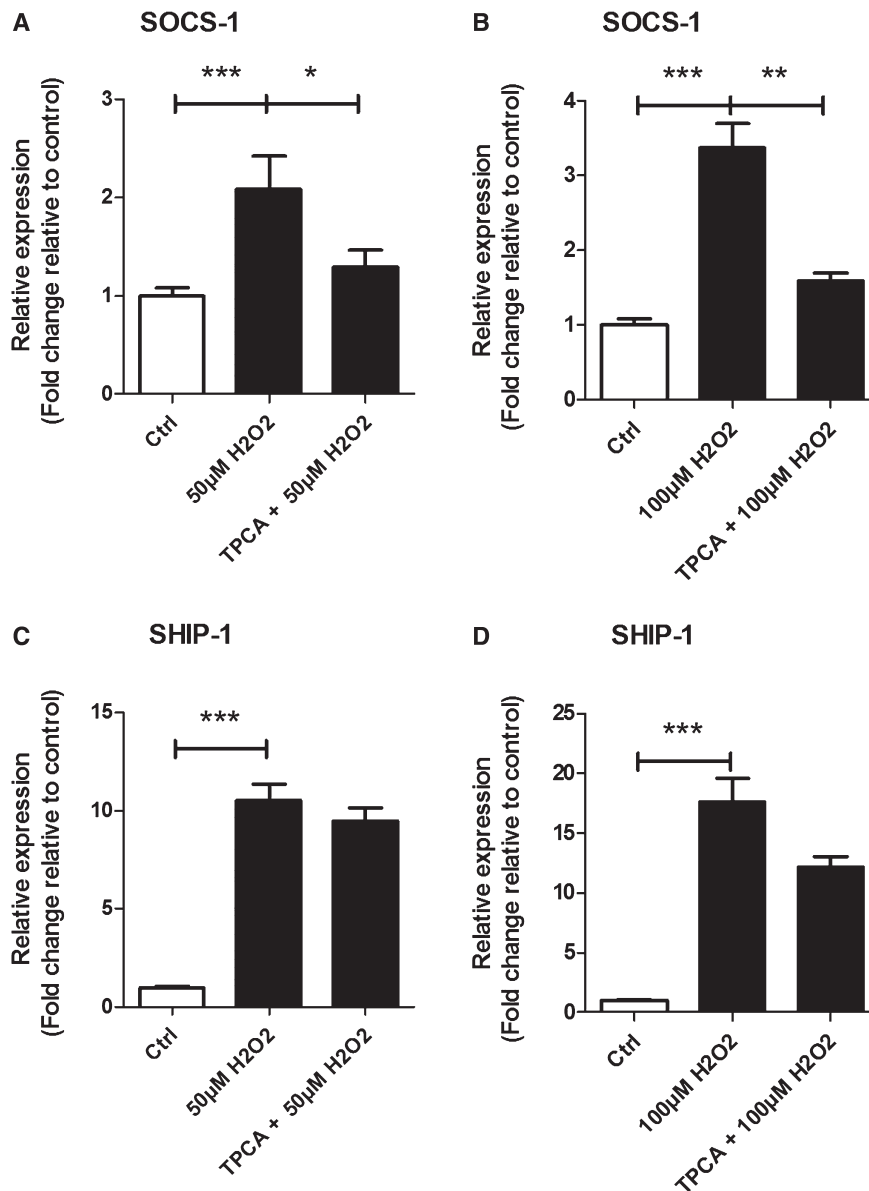 A SOCS-1
Relative expression
(Fold change relative to control)
*** *
3
2
1
0
Ctrl
50µM H2O2
TPCA + 50µM H2O2
B SOCS-1
Relative expression
(Fold change relative to control)
*** **
4
3
2
1
0
Ctrl
100µM H2O2
TPCA + 100µM H2O2
C SHIP-1
Relative expression
(Fold change relative to control)
***
15
10
5
0
Ctrl
50µM H2O2
TPCA + 50µM H2O2
D SHIP-1
Relative expression
(Fold change relative to control)
***
25
20
15
10
5
0
Ctrl
100µM H2O2
TPCA + 100µM H2O2